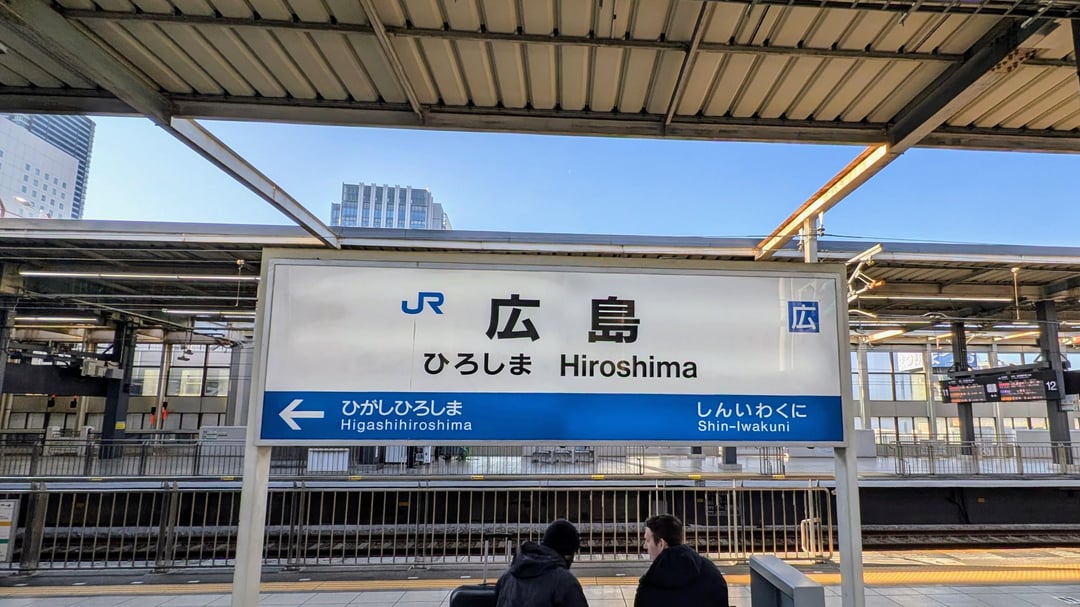 JR 広島 広
ひろしま Hiroshima
ひがしひろしま しんいわくに
Higashihiroshima Shin-Iwakuni
12